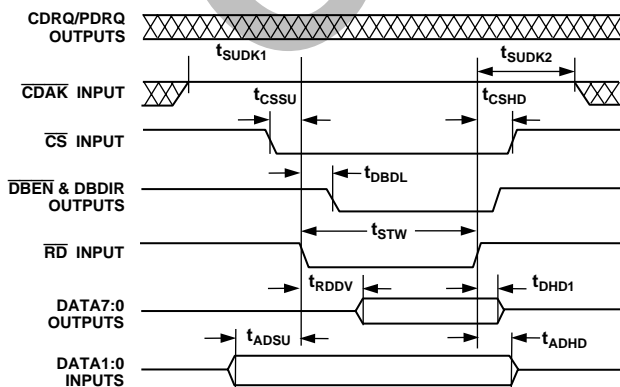 CDRQ/PDRQ
OUTPUTS
tSUDK1
tSUDK2
CDAK INPUT
tCSSU
tCSHD
CS INPUT
tDBDL
DBEN & DBDIR
OUTPUTS
tSTW
RD INPUT
tRDDV
tDHD1
DATA7:0
OUTPUTS
tADSU
tADHD
DATA1:0
INPUTS